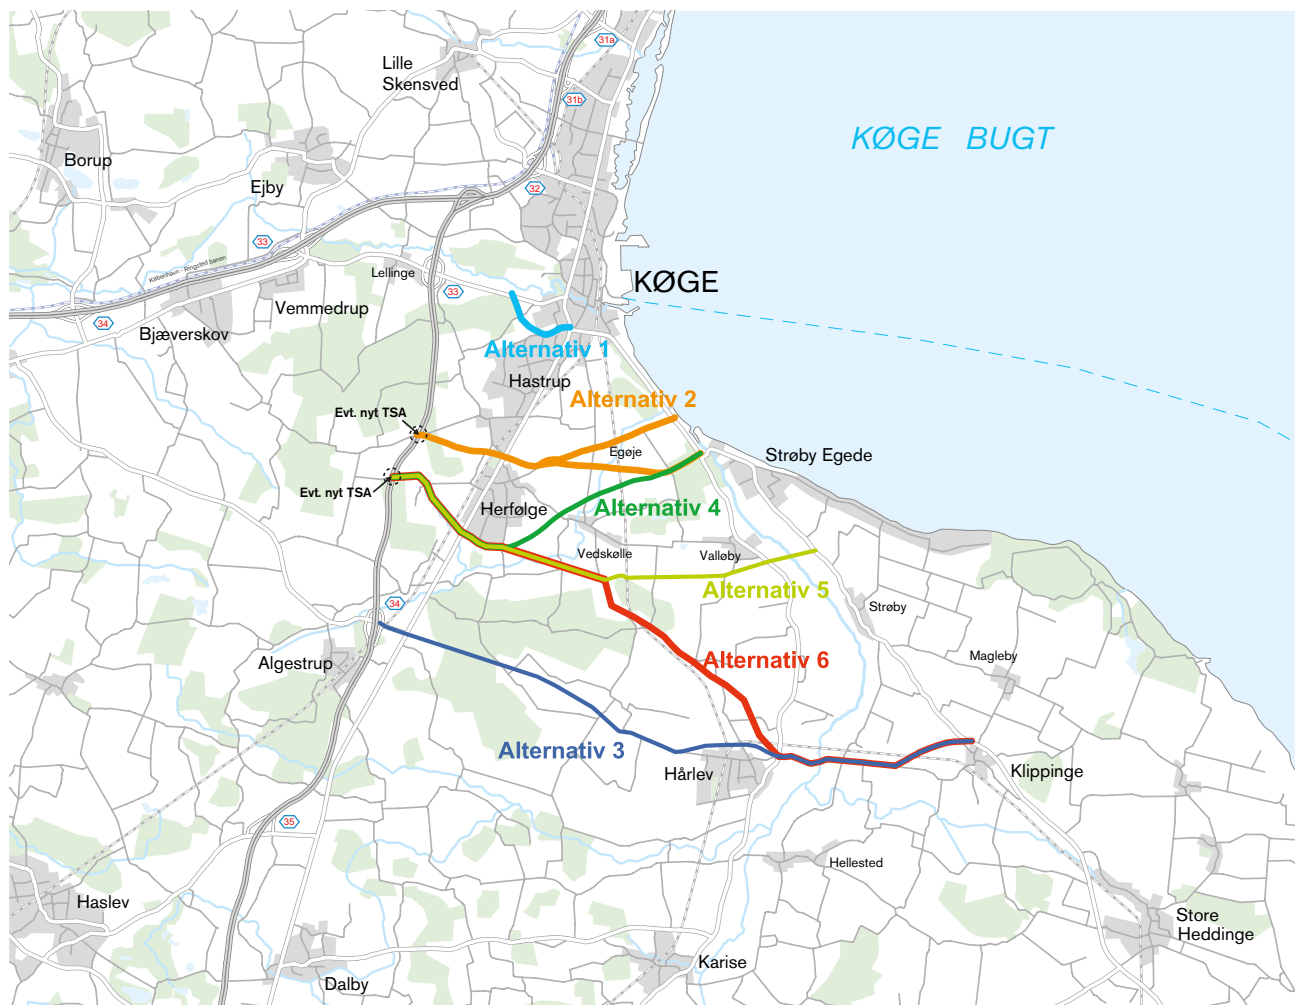 31a
Lille
Skensved
31b
KØGE BUGT
Borup
Ejby
32
33
København - Ringsted banen
Lellinge
33
KØGE
Vemmedrup
34
Bjæverskov
Alternativ 1
Hastrup
Alternativ 2
Evt. nyt TSA
Egøje
Strøby Egede
Evt. nyt TSA
Herfølge
Alternativ 4
Vedskølle
Valløby
Alternativ 5
34
Strøby
Algestrup
Alternativ 6
Magleby
Alternativ 3
Hårlev
Klippinge
35
Hellested
Haslev
Store
Heddinge
Karise
Dalby